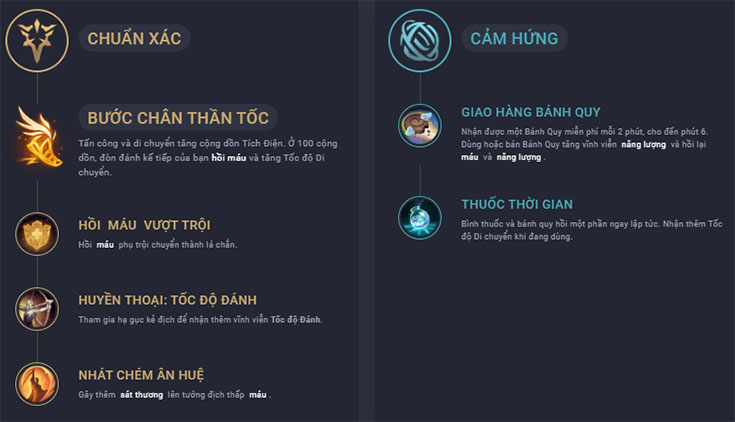 CHUẨN XÁC
BƯỚC CHÂN THẦN TỐC
Tấn công và di chuyển tăng cộng dồn Tích Điện. Ở 100 cộng
dồn, đòn đánh kế tiếp của bạn hồi máu và tăng Tốc độ Di
chuyển.
HỒI MÁU VƯỢT TRỘI
Hồi máu phụ trội chuyển thành lá chắn.
HUYỀN THOẠI: TỐC ĐỘ ĐÁNH
Tham gia hạ gục kẻ địch để nhận thêm vĩnh viễn Tốc độ Đánh.
NHÁT CHÉM ÂN HUỆ
Gây thêm sát thương lên tướng địch thấp máu .
CẢM HỨNG
GIAO HÀNG BÁNH QUY
Nhận được một Bánh Quy miễn phí mỗi 2 phút, cho đến phút 6.
Dùng hoặc bán Bánh Quy tăng vĩnh viễn năng lượng và hồi lại
máu và năng lượng .
THUỐC THỜI GIAN
Bình thuốc và bánh quy hồi một phần ngay lập tức. Nhận thêm Tốc
độ Di chuyển khi đang dùng.